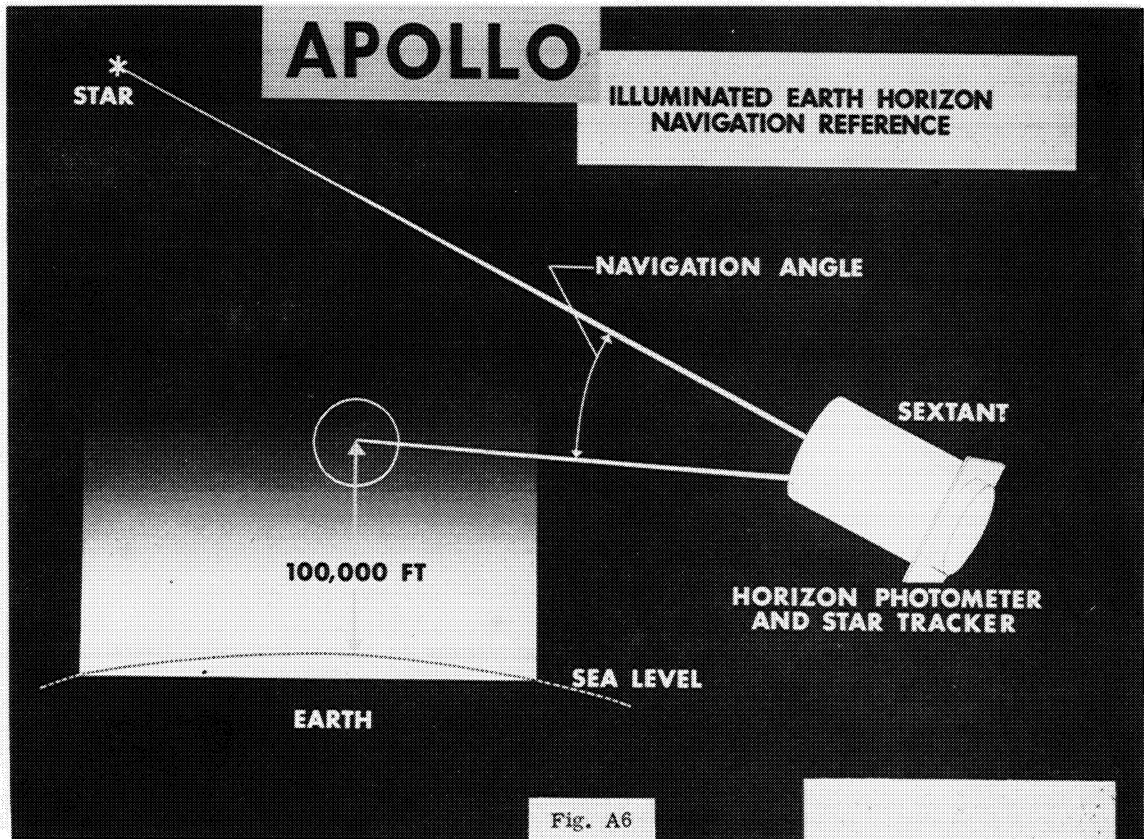 APOLLO
ILLUMINATED EARTH HORIZON
NAVIGATION REFERENCE
STAR
NAVIGATION ANGLE
SEXTANT
100,000 FT
HORIZON PHOTOMETER
AND STAR TRACKER
SEA LEVEL
EARTH
Fig. A6